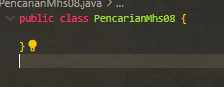 PencarianMhs08.java > ...
public class PencarianMhs08 {
}